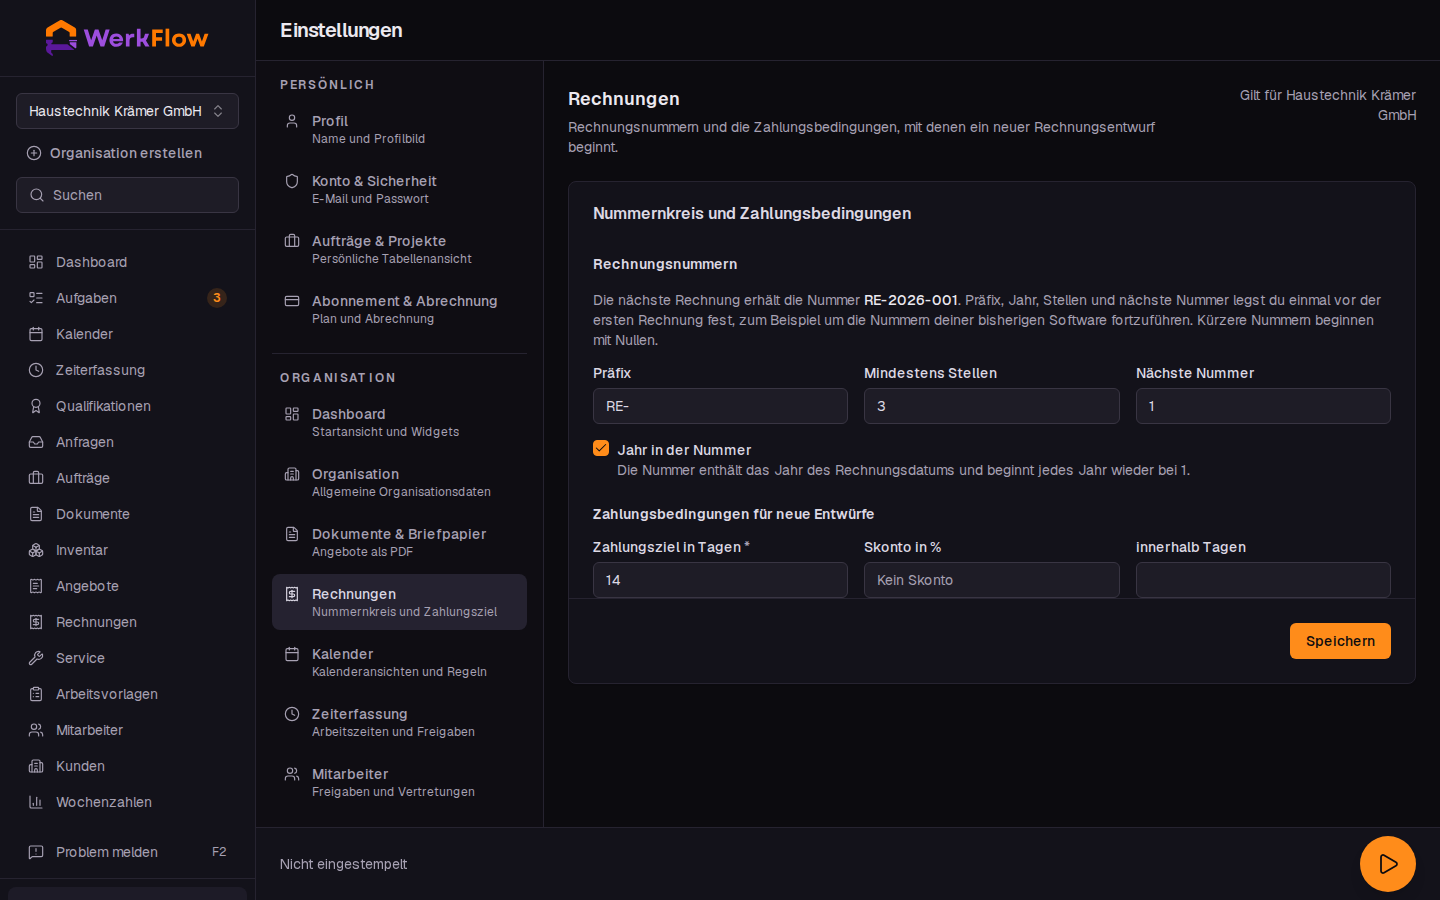 WerkFlow
Haustechnik Krämer GmbH
Organisation erstellen
Suchen
Dashboard
Aufgaben 3
Kalender
Zeiterfassung
Qualifikationen
Anfragen
Aufträge
Dokumente
Inventar
Angebote
Rechnungen
Service
Arbeitsvorlagen
Mitarbeiter
Kunden
Wochenzahlen
Problem melden F2
Einstellungen
PERSÖNLICH
Profil
Name und Profilbild
Konto & Sicherheit
E-Mail und Passwort
Aufträge & Projekte
Persönliche Tabellenansicht
Abonnement & Abrechnung
Plan und Abrechnung
ORGANISATION
Dashboard
Startansicht und Widgets
Organisation
Allgemeine Organisationsdaten
Dokumente & Briefpapier
Angebote als PDF
Rechnungen
Nummernkreis und Zahlungsziel
Kalender
Kalenderansichten und Regeln
Zeiterfassung
Arbeitszeiten und Freigaben
Mitarbeiter
Freigaben und Vertretungen
Rechnungen
Rechnungsnummern und die Zahlungsbedingungen, mit denen ein neuer Rechnungsentwurf
beginnt.
Gilt für Haustechnik Krämer
GmbH
Nummernkreis und Zahlungsbedingungen
Rechnungsnummern
Die nächste Rechnung erhält die Nummer RE-2026-001. Präfix, Jahr, Stellen und nächste Nummer legst du einmal vor der
ersten Rechnung fest, zum Beispiel um die Nummern deiner bisherigen Software fortzuführen. Kürzere Nummern beginnen
mit Nullen.
Präfix Mindestens Stellen Nächste Nummer
RE- 3 1
Jahr in der Nummer
Die Nummer enthält das Jahr des Rechnungsdatums und beginnt jedes Jahr wieder bei 1.
Zahlungsbedingungen für neue Entwürfe
Zahlungsziel in Tagen * Skonto in % innerhalb Tagen
14 Kein Skonto
Speichern
Nicht eingestempelt